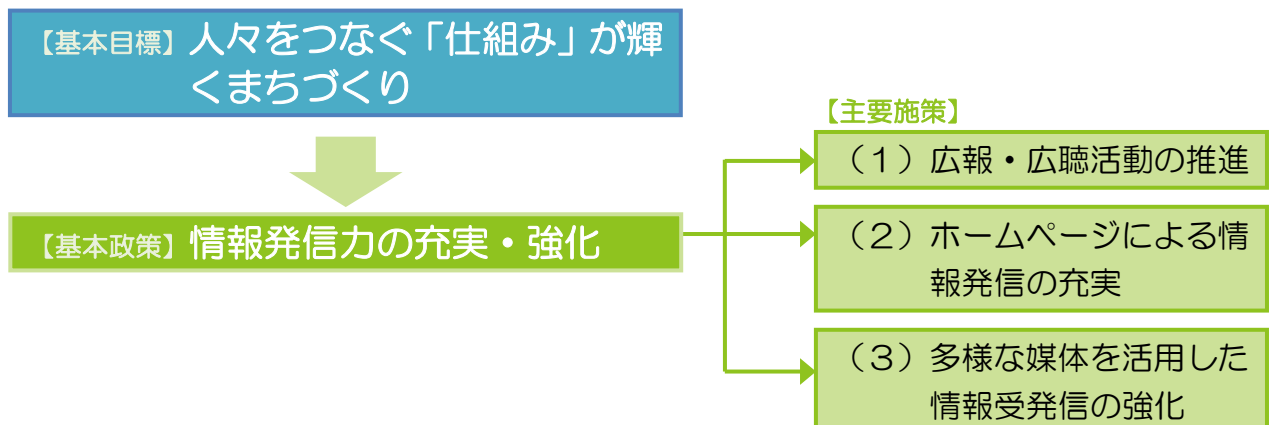 【基本目標】人々をつなぐ「仕組み」が輝
くまちづくり
【基本政策】情報発信力の充実・強化
【主要施策】
（１）広報・広聴活動の推進
（２）ホームページによる情
報発信の充実
（３）多様な媒体を活用した
情報受発信の強化